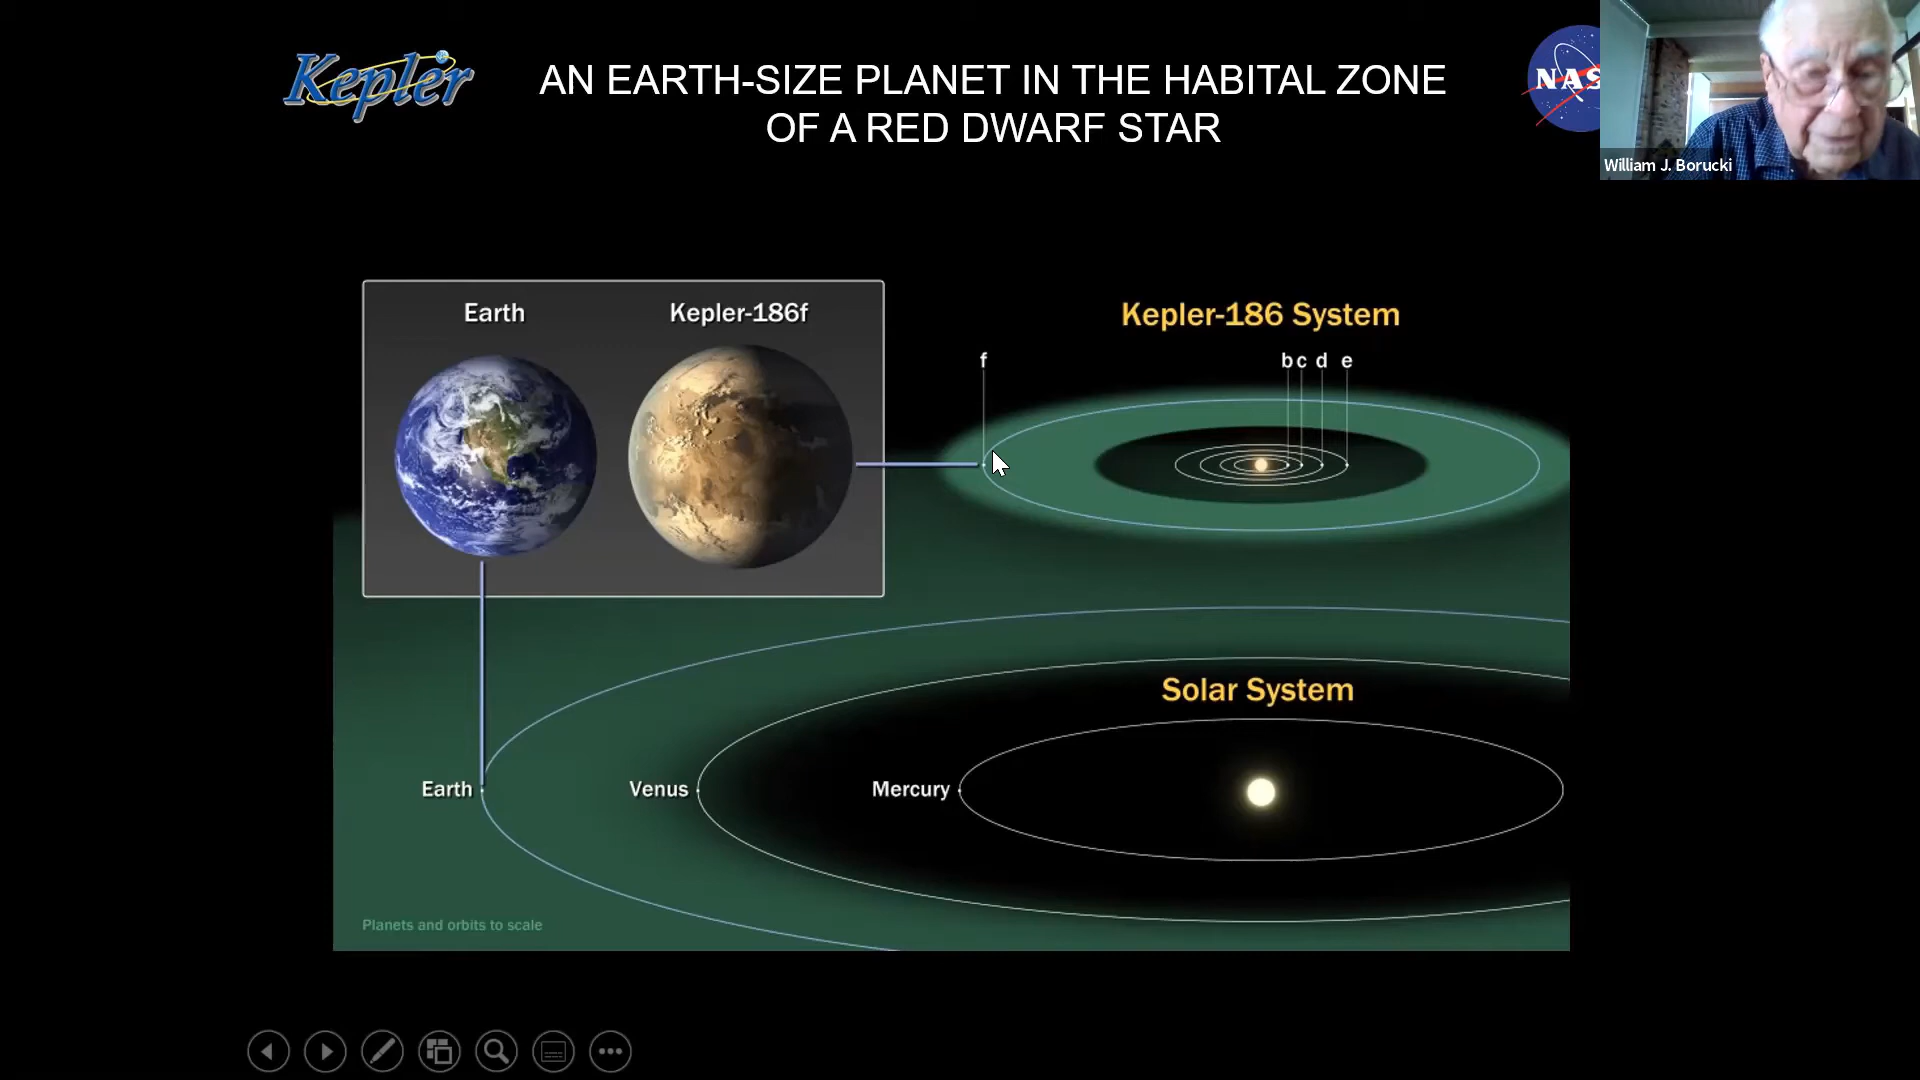 Kepler
AN EARTH-SIZE PLANET IN THE HABITAL ZONE
OF A RED DWARF STAR
NAS
William J. Borucki
Earth
Kepler-186f
Kepler-186 System
f
b c d e
Solar System
Earth
Venus
Mercury
Planets and orbits to scale